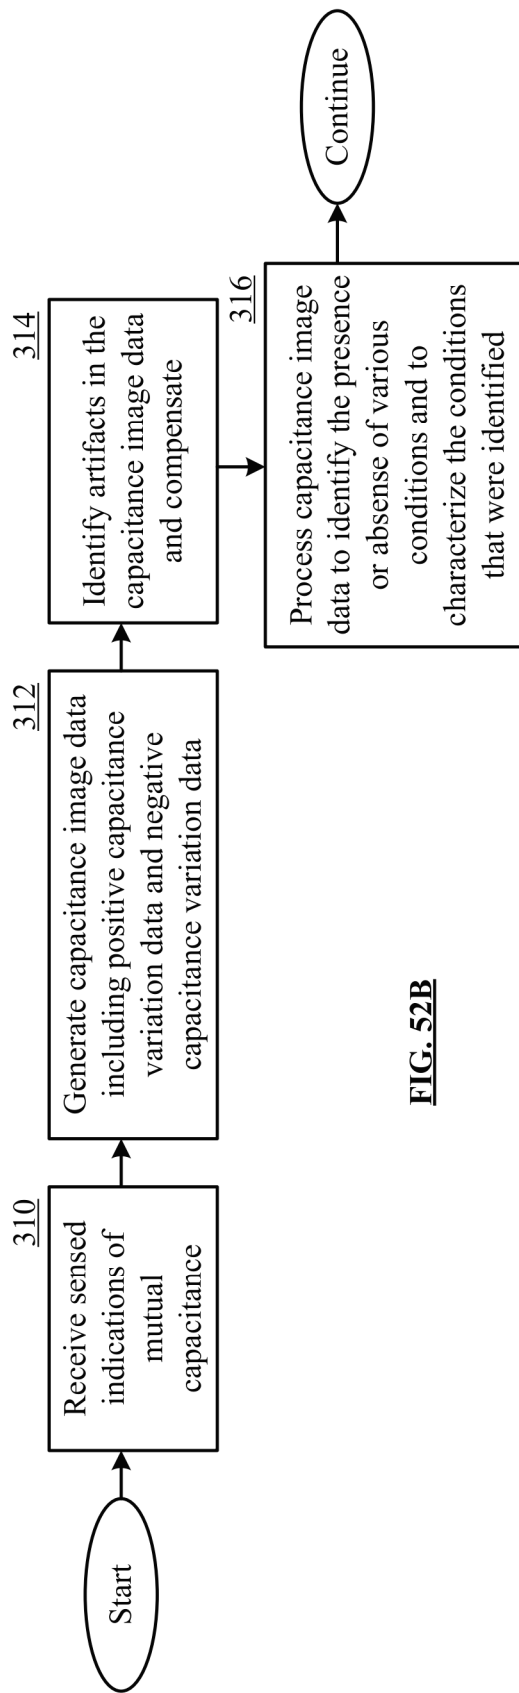 Start
310
Receive sensed
indications of
mutual
capacitance
312
Generate capacitance image data
including positive capacitance
variation data and negative
capacitance variation data
314
Identify artifacts in the
capacitance image data
and compensate
316
Process capacitance image
data to identify the presence
or absense of various
conditions and to
characterize the conditions
that were identified
Continue
FIG. 52B